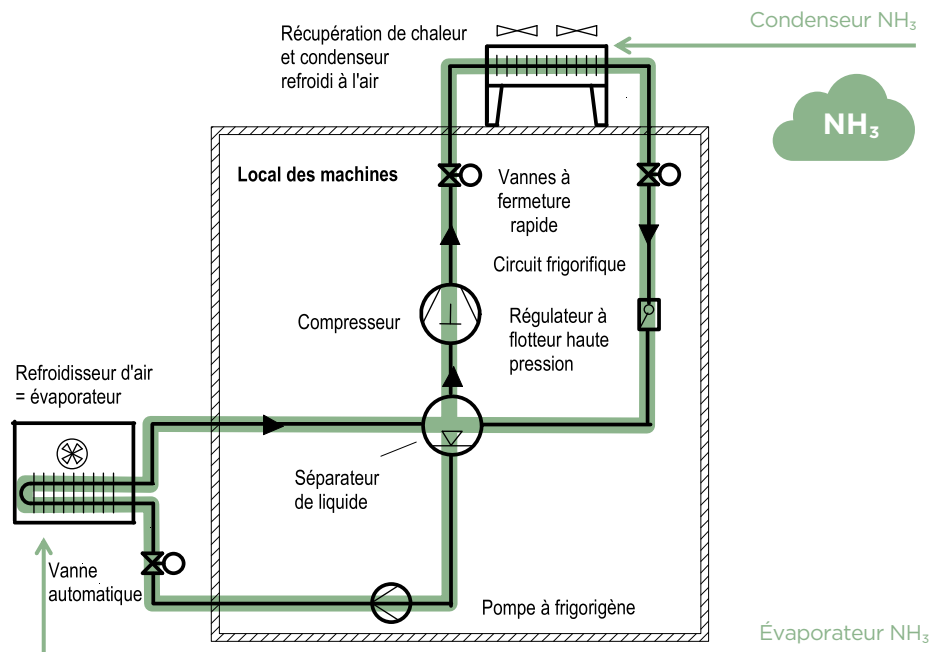 Condenseur NH₃
Récupération de chaleur
et condenseur
refroidi à l'air
NH₃
Local des machines
Vannes à
fermeture
rapide
Circuit frigorifique
Compresseur
Régulateur à
flotteur haute
pression
Refroidisseur d'air
= évaporateur
Séparateur
de liquide
Vanne
automatique
Pompe à frigorigène
Évaporateur NH₃